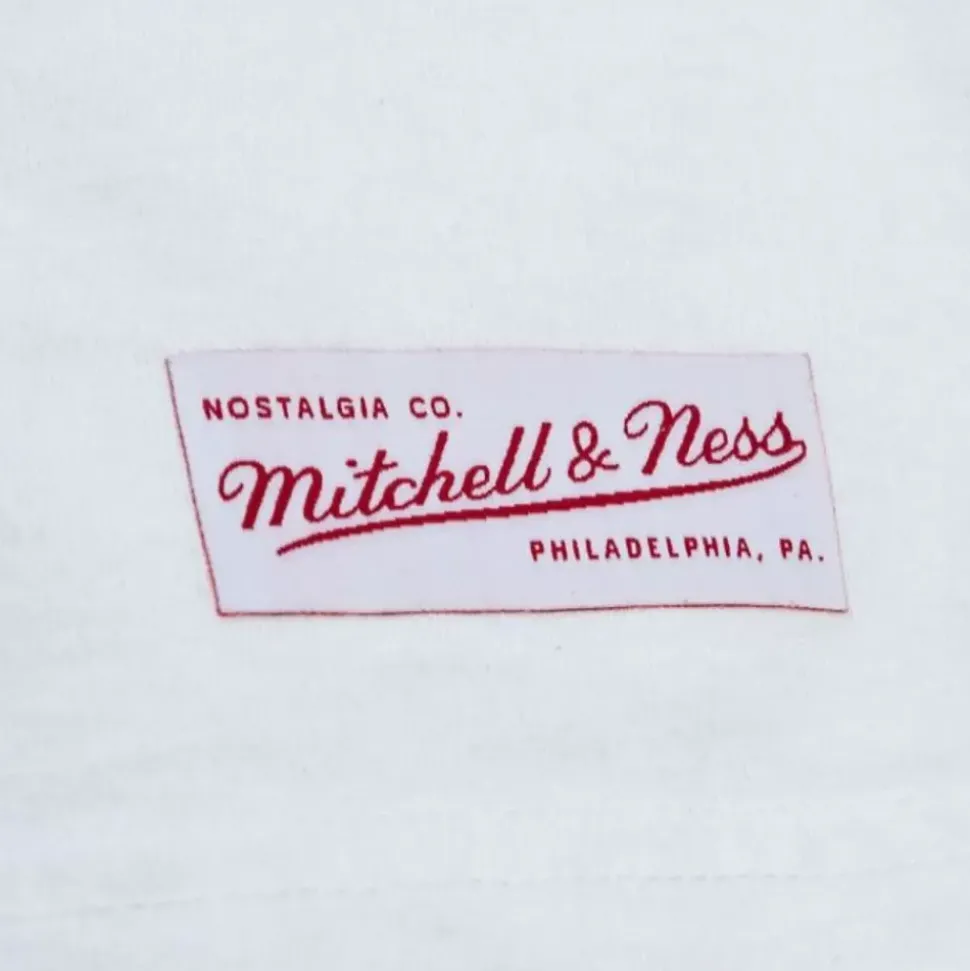 NOSTALGIA CO.
Mitchell & Ness
PHILADELPHIA, PA.